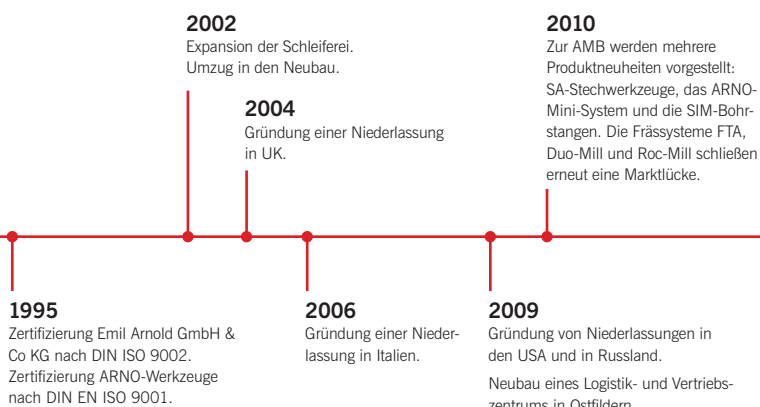 2002
Expansion der Schleiferei.
Umzug in den Neubau.
2004
Gründung einer Niederlassung
in UK.
2010
Zur AMB werden mehrere
Produktneuheiten vorgestellt:
SA-Stechwerkzeuge, das ARNO-
Mini-System und die SIM-Bohr-
stangen. Die Frässysteme FTA,
Duo-Mill und Roc-Mill schließen
erneut eine Marktlücke.
1995
Zertifizierung Emil Arnold GmbH &
Co KG nach DIN ISO 9002.
Zertifizierung ARNO-Werkzeuge
nach DIN EN ISO 9001.
2006
Gründung einer Nieder-
lassung in Italien.
2009
Gründung von Niederlassungen in
den USA und in Russland.
Neubau eines Logistik- und Vertriebs-
zentrums in Ostfildern